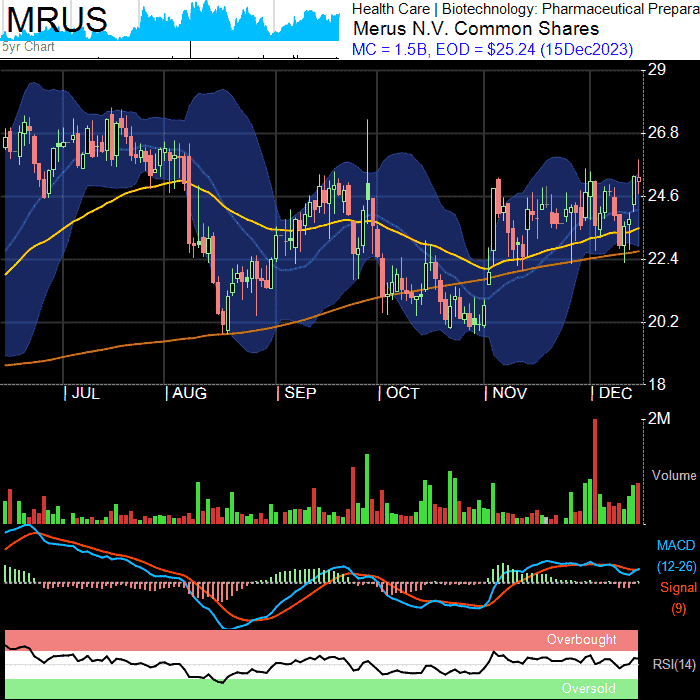 MRUS
5yr Chart
Health Care | Biotechnology: Pharmaceutical Prepara
Merus N.V. Common Shares
MC = 1.5B, EOD = $25.24 (15Dec2023)
29
26.8
24.6
22.4
20.2
18
| JUL | AUG | SEP | OCT | NOV | DEC
2M
Volume
MACD
(12-26)
Signal
(9)
Overbought
RSI(14)
Oversold